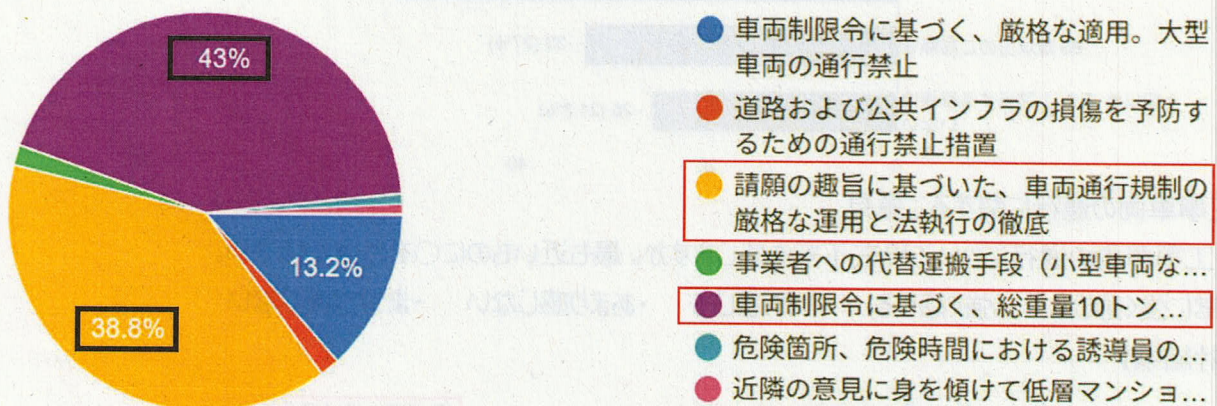 43%
13.2%
38.8%
車両制限令に基づく、厳格な適用。大型
車両の通行禁止
道路および公共インフラの損傷を予防す
るための通行禁止措置
請願の趣旨に基づいた、車両通行規制の
厳格な運用と法執行の徹底
事業者への代替運搬手段（小型車両な...
車両制限令に基づく、総重量10トンと...
危険箇所、危険時間における誘導員の...
近隣の意見に身を傾けて低層マンショ...